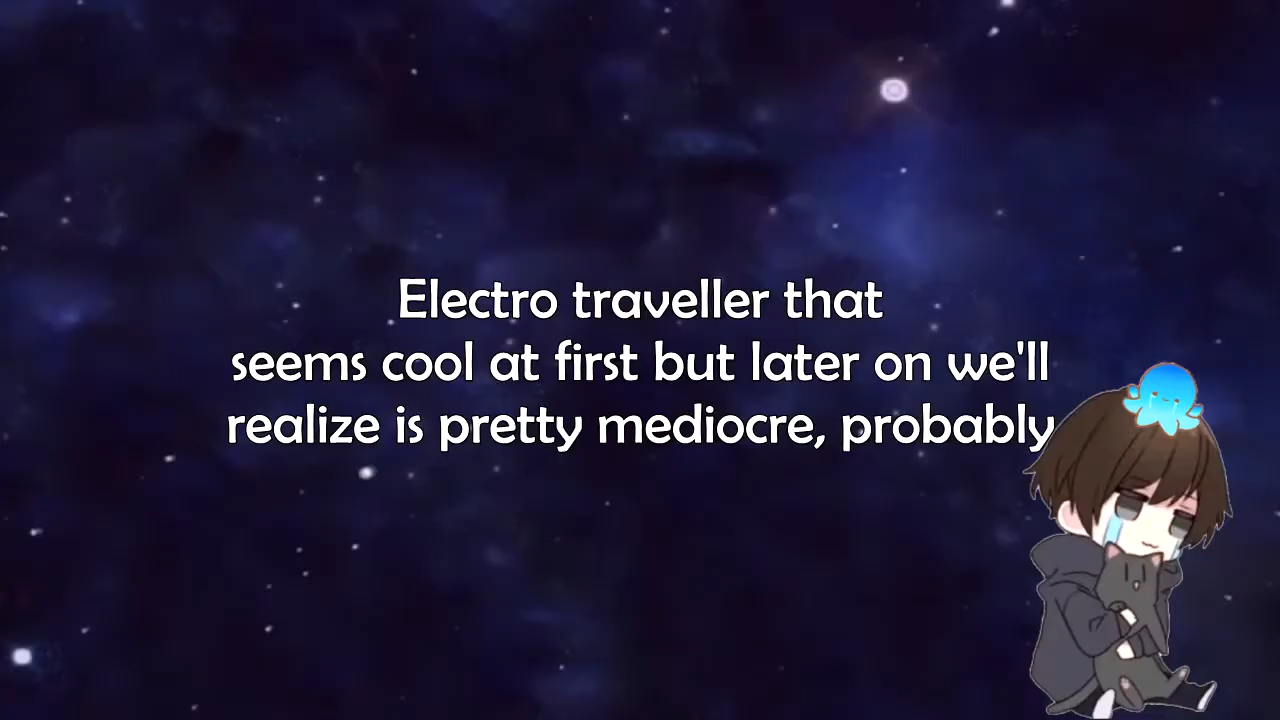 Electro traveller that
seems cool at first but later on we'll
realize is pretty mediocre, probably